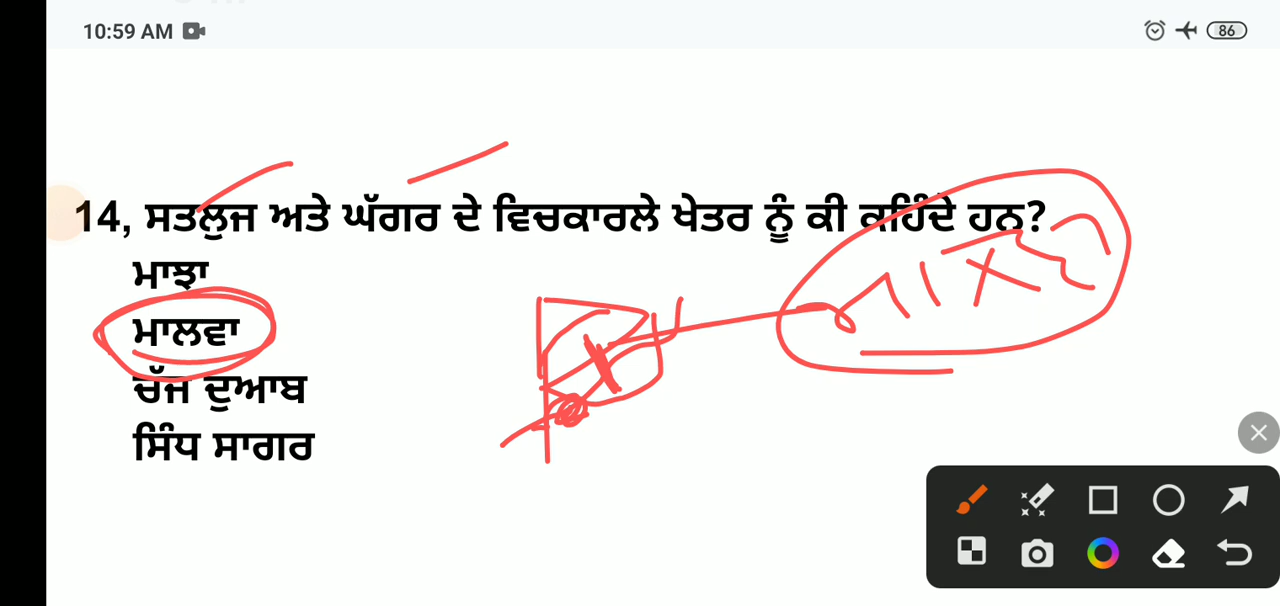 10:59 AM
86
14, ਸਤਲੁਜ ਅਤੇ ਘੱਗਰ ਦੇ ਵਿਚਕਾਰਲੇ ਖੇਤਰ ਨੂੰ ਕੀ ਕਹਿੰਦੇ ਹਨ?
ਮਾਝਾ
ਮਾਲਵਾ
ਚੱਜ ਦੁਆਬ
ਸਿੰਧ ਸਾਗਰ